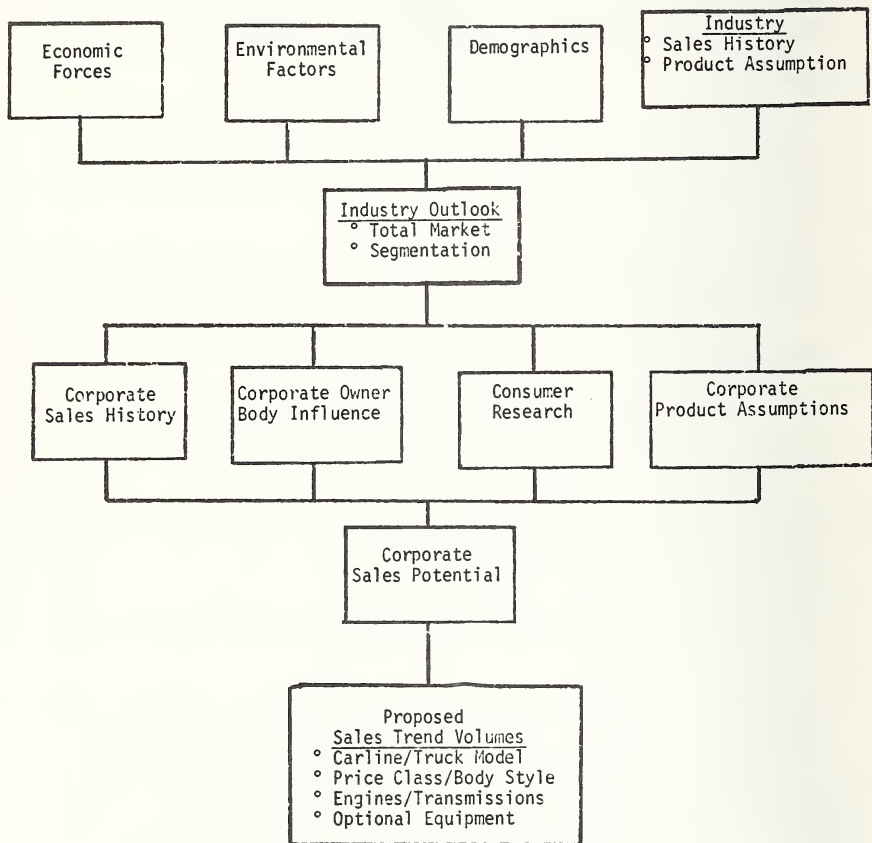 Economic
Forces
Environmental
Factors
Demographics
Industry
° Sales History
° Product Assumption
Industry Outlook
° Total Market
° Segmentation
Corporate
Sales History
Corporate Owner
Body Influence
Consumer
Research
Corporate
Product Assumptions
Corporate
Sales Potential
Proposed
Sales Trend Volumes
° Carline/Truck Model
° Price Class/Body Style
° Engines/Transmissions
° Optional Equipment